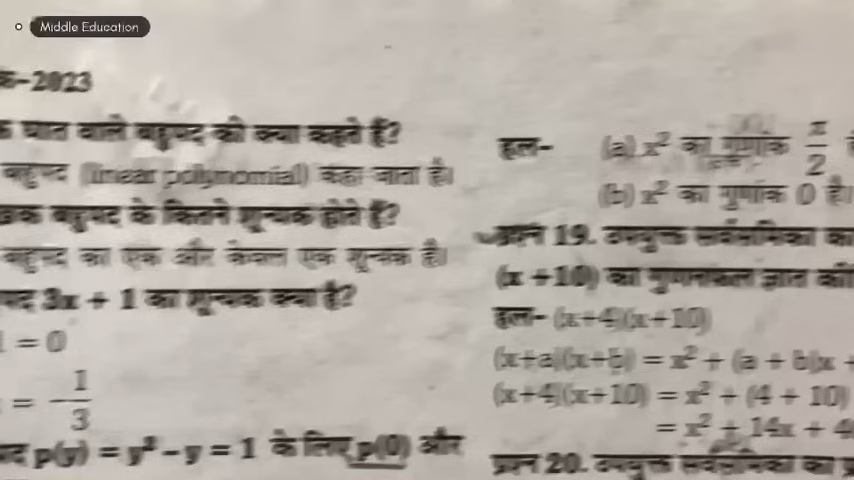 Middle Education
क-2023
क घात वाले बहुपद को क्या कहते हैं?
बहुपद (linear polynomial) कहा जाता है।
खिक बहुपद के कितने शून्यक होते हैं?
बहुपद का एक और केवल एक शून्यक है।
पद 3x + 1 का शून्यक क्या है?
= 0
= 1/3
पद p(y) = y² - y = 1 के लिए p(0) और
हल- (a) x² का गुणांक π/2
(b) x² का गुणांक 0 है।
प्रश्न 19. उपयुक्त सर्वसमिका का
(x +10) का गुणनफल ज्ञात
हल- (x+4)(x+10)
(x+a)(x+b) = x² + (a + b)x +
(x+4)(x+10) = x² + (4 + 10)
= x² + 14x + 4
प्रश्न 20. उपयुक्त सर्वसमिका का